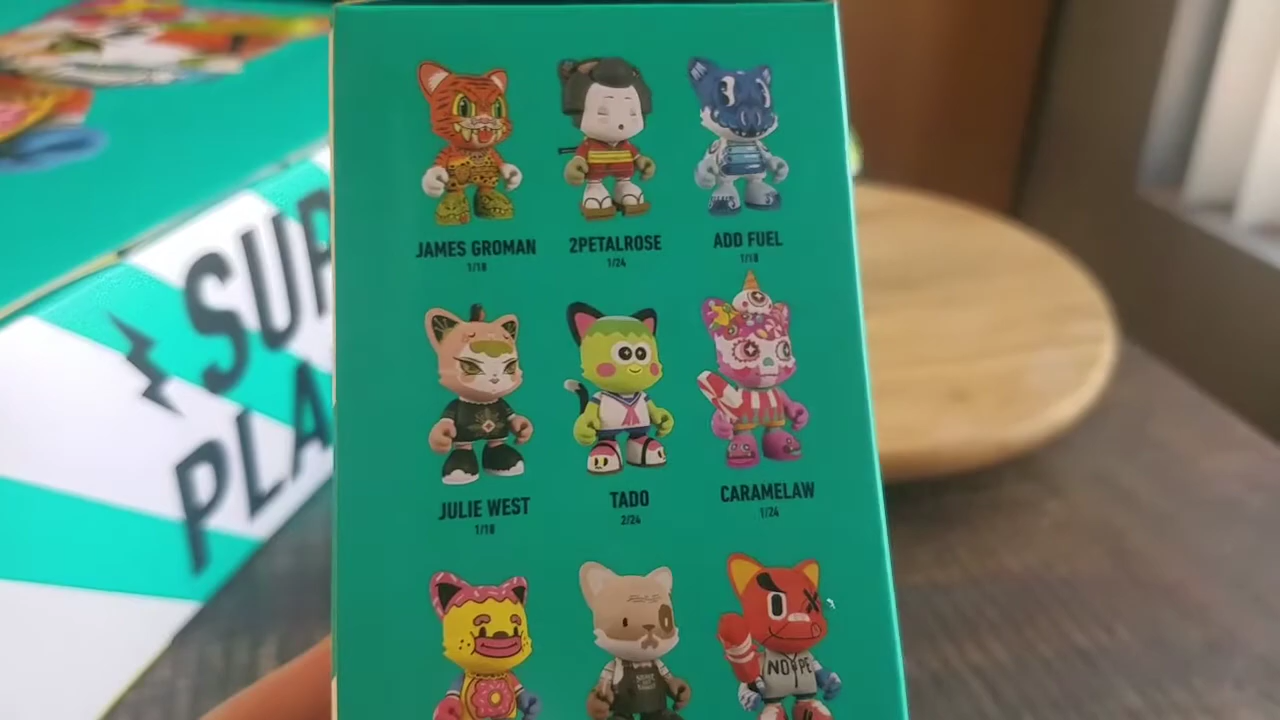 SUP
PLA
JAMES GROMAN
1/18
2PETALROSE
1/24
ADD FUEL
1/18
JULIE WEST
1/18
TADO
2/24
CARAMELAW
1/24
NOPE